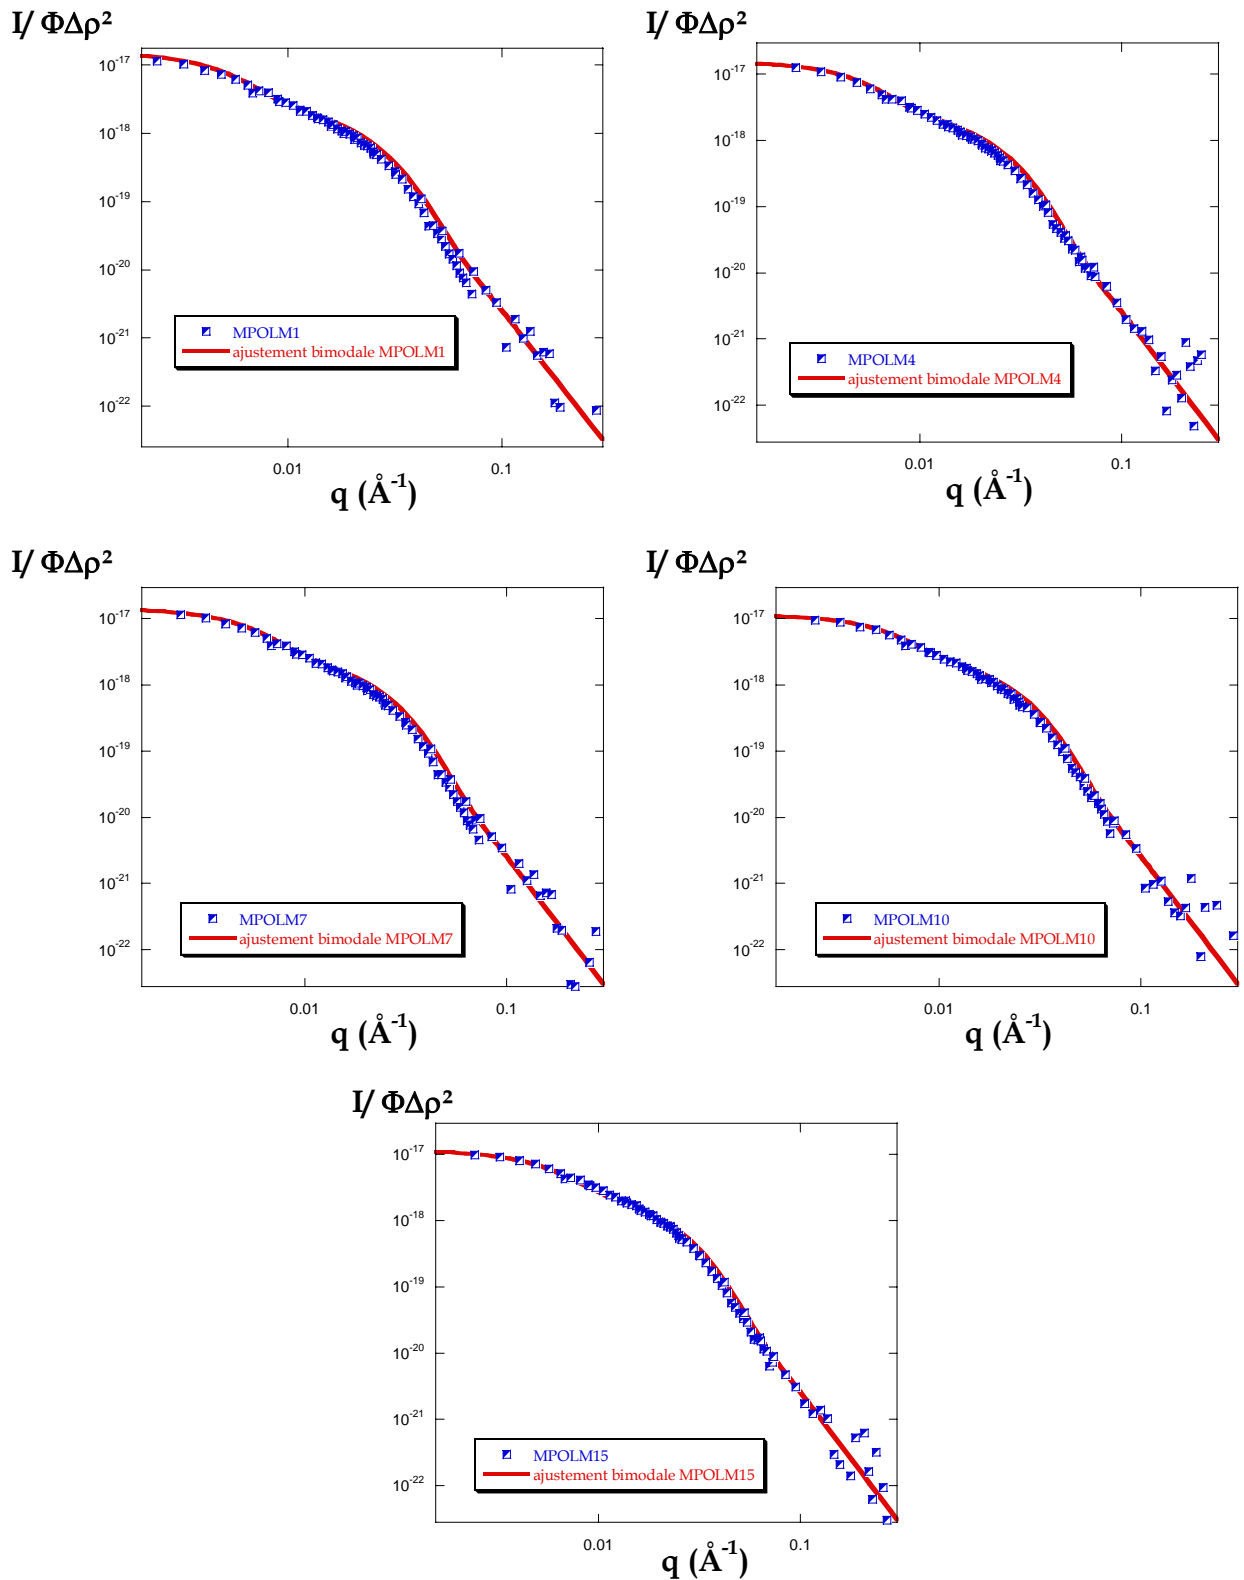 I/ ΦΔρ²
I/ ΦΔρ²
10⁻¹⁷
10⁻¹⁸
10⁻¹⁹
10⁻²⁰
10⁻²¹
10⁻²²
MPOLM1
ajustement bimodale MPOLM1
0.01
0.1
q (Å⁻¹)
10⁻¹⁷
10⁻¹⁸
10⁻¹⁹
10⁻²⁰
10⁻²¹
10⁻²²
MPOLM4
ajustement bimodale MPOLM4
0.01
0.1
q (Å⁻¹)
I/ ΦΔρ²
I/ ΦΔρ²
10⁻¹⁷
10⁻¹⁸
10⁻¹⁹
10⁻²⁰
10⁻²¹
10⁻²²
MPOLM7
ajustement bimodale MPOLM7
0.01
0.1
q (Å⁻¹)
10⁻¹⁷
10⁻¹⁸
10⁻¹⁹
10⁻²⁰
10⁻²¹
10⁻²²
MPOLM10
ajustement bimodale MPOLM10
0.01
0.1
q (Å⁻¹)
I/ ΦΔρ²
10⁻¹⁷
10⁻¹⁸
10⁻¹⁹
10⁻²⁰
10⁻²¹
10⁻²²
MPOLM15
ajustement bimodale MPOLM15
0.01
0.1
q (Å⁻¹)